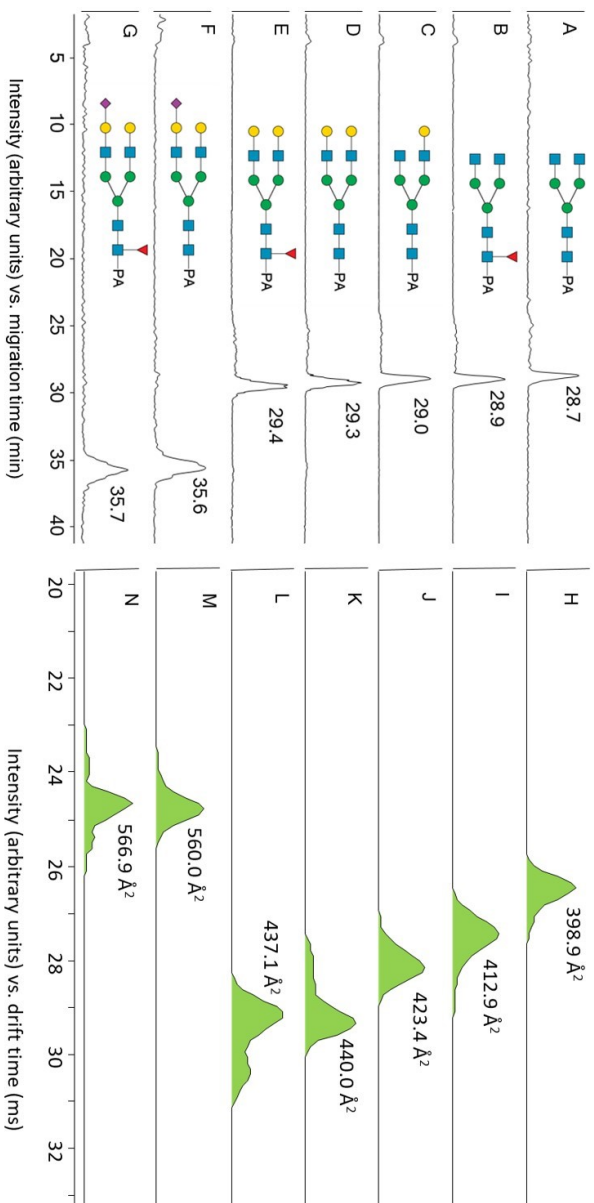 A
PA
28.7
B
PA
28.9
C
PA
29.0
D
PA
29.3
E
PA
29.4
F
PA
35.6
G
PA
35.7
5 10 15 20 25 30 35 40
Intensity (arbitrary units) vs. migration time (min)
H
398.9 Å²
I
412.9 Å²
J
423.4 Å²
K
440.0 Å²
L
437.1 Å²
M
560.0 Å²
N
566.9 Å²
20 22 24 26 28 30 32
Intensity (arbitrary units) vs. drift time (ms)